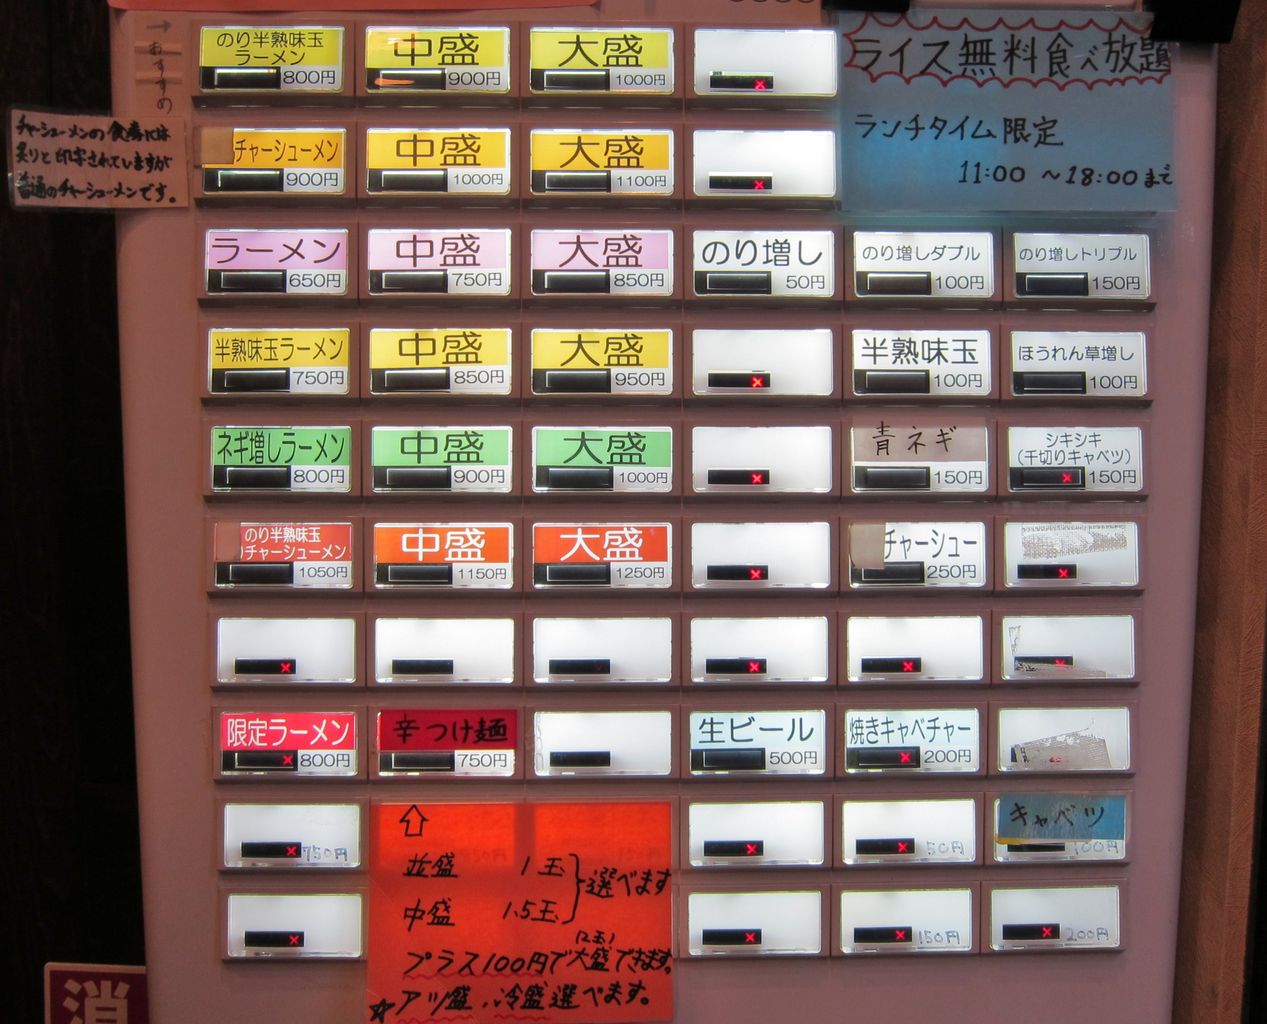 →おすすめ
のり半熟味玉
ラーメン
800円
中盛
900円
大盛
1000円
ライス無料食べ放題
ランチタイム限定
11:00 ～18:00まで
チャーシューメンの食券には
炙りと印字されていますが
普通のチャーシューメンです。
チャーシューメン
900円
中盛
1000円
大盛
1100円
ラーメン
650円
中盛
750円
大盛
850円
のり増し
50円
のり増しダブル
100円
のり増しトリプル
150円
半熟味玉ラーメン
750円
中盛
850円
大盛
950円
半熟味玉
100円
ほうれん草増し
100円
ネギ増しラーメン
800円
中盛
900円
大盛
1000円
青ネギ
150円
シキシキ
(千切りキャベツ)
150円
のり半熟味玉
チャーシューメン
1050円
中盛
1150円
大盛
1250円
チャーシュー
250円
限定ラーメン
800円
辛つけ麺
750円
生ビール
500円
焼きキャベチャー
200円
750円
50円
キャベツ
100円
150円
200円
⇧
並盛 1玉
中盛 1.5玉
}選べます
(2玉)
プラス100円で大盛できます。
☆アツ盛、冷盛選べます。
消